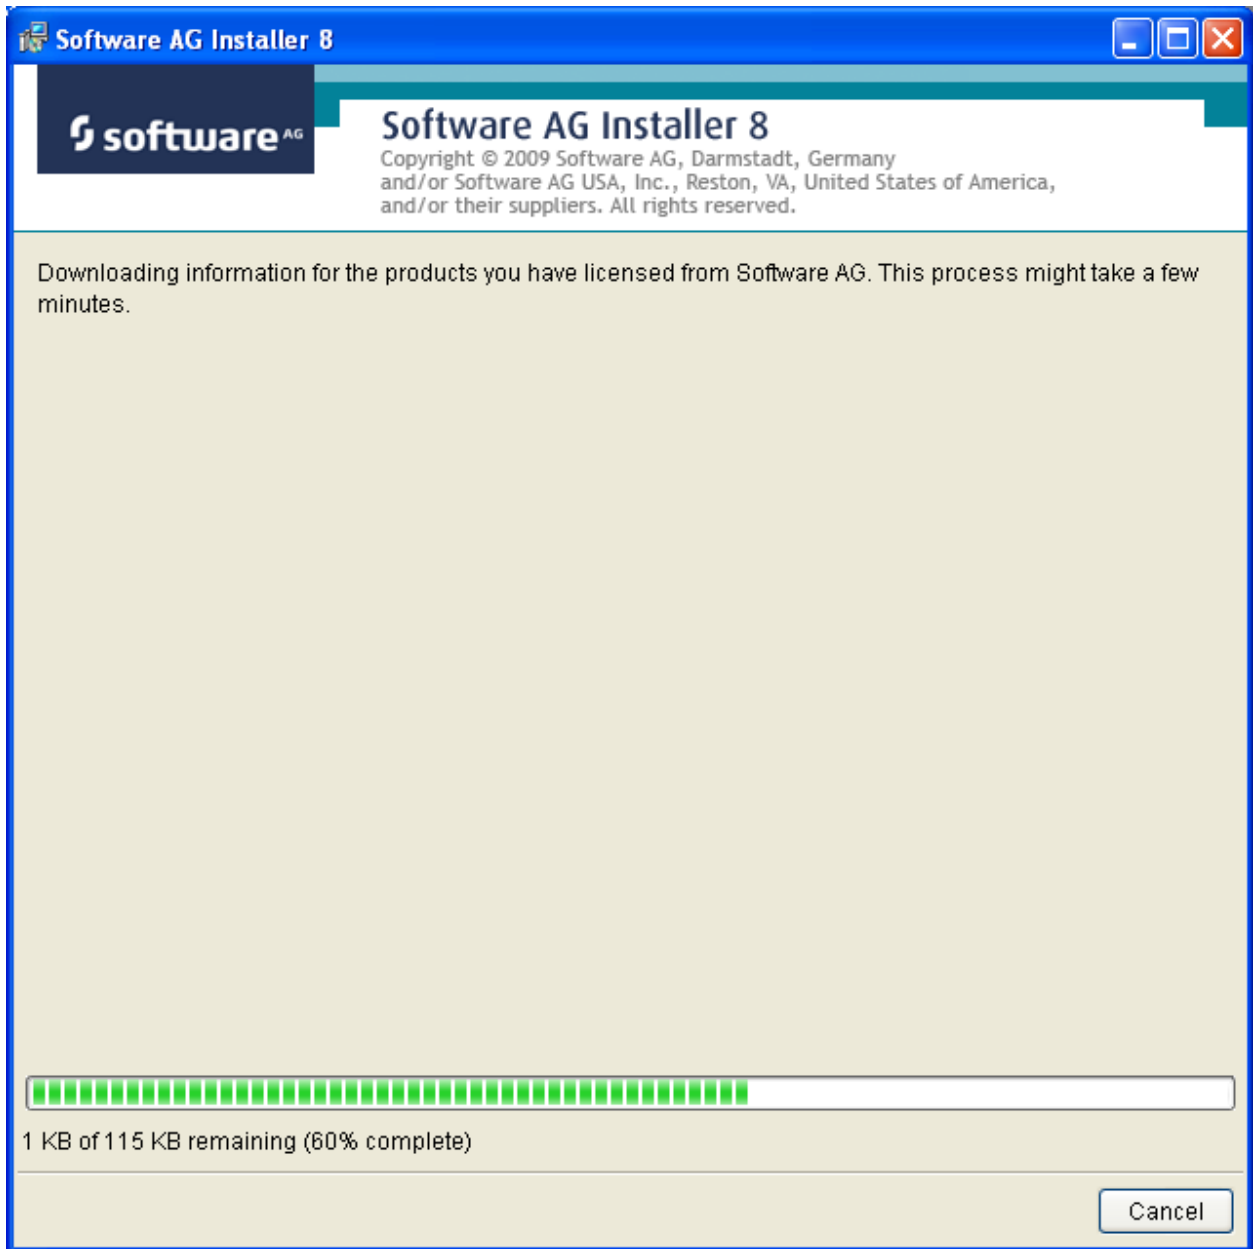 Software AG Installer 8
software AG
Software AG Installer 8
Copyright © 2009 Software AG, Darmstadt, Germany
and/or Software AG USA, Inc., Reston, VA, United States of America,
and/or their suppliers. All rights reserved.
Downloading information for the products you have licensed from Software AG. This process might take a few
minutes.
1 KB of 115 KB remaining (60% complete)
Cancel